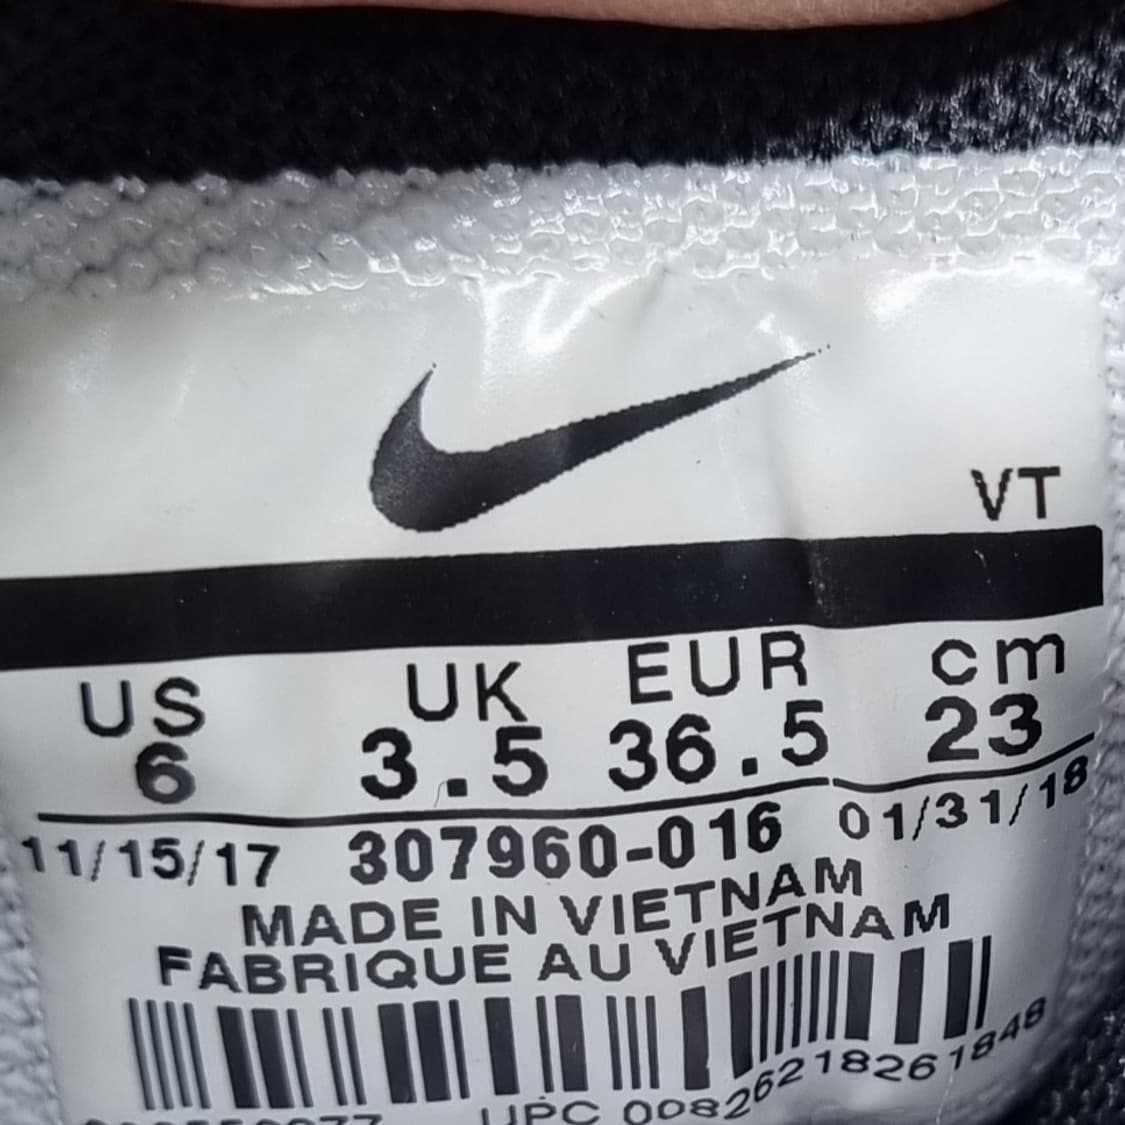 VT
US UK EUR cm
6 3.5 36.5 23
11/15/17 307960-016 01/31/18
MADE IN VIETNAM
FABRIQUE AU VIETNAM
UPC 00826218261848